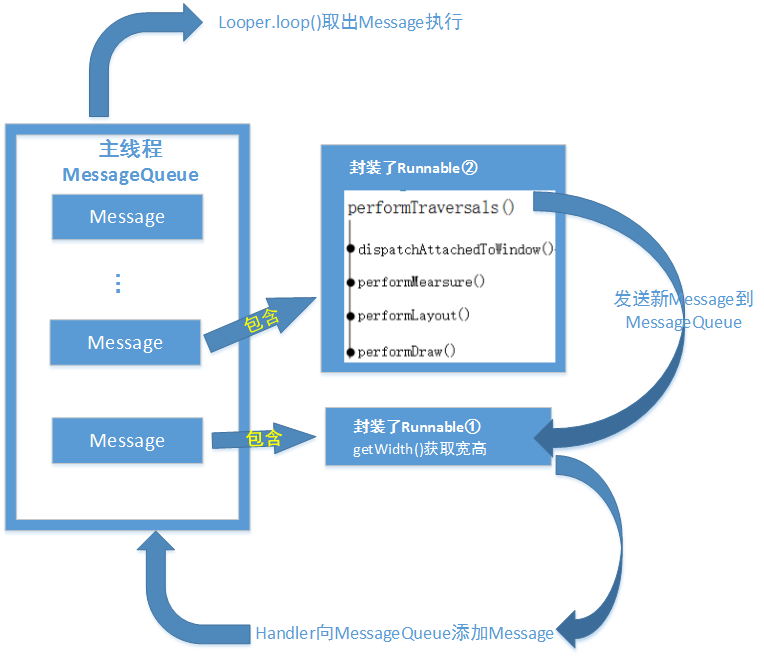 Looper.loop()取出Message执行
主线程
MessageQueue
Message
Message
包含
Message
包含
封装了Runnable②
performTraversals()
dispatchAttachedToWindow()
performMearsure()
performLayout()
performDraw()
发送新Message到
MessageQueue
封装了Runnable①
getWidth()获取宽高
Handler向MessageQueue添加Message